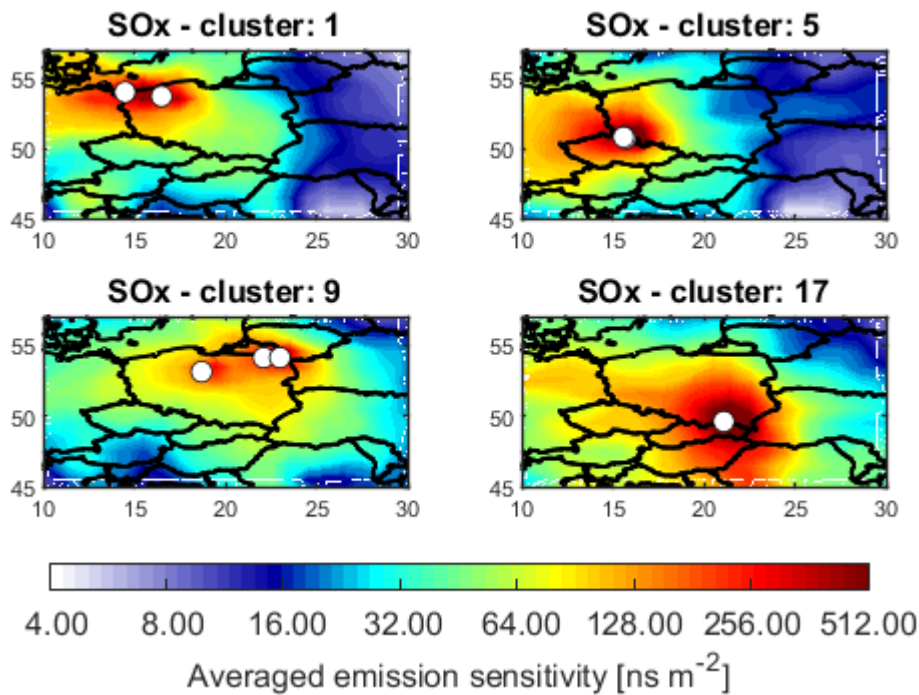 SOx - cluster: 1
SOx - cluster: 5
55
50
45
10 15 20 25 30
55
50
45
10 15 20 25 30
SOx - cluster: 9
SOx - cluster: 17
55
50
45
10 15 20 25 30
55
50
45
10 15 20 25 30
4.00 8.00 16.00 32.00 64.00 128.00 256.00 512.00
Averaged emission sensitivity [ns m⁻²]